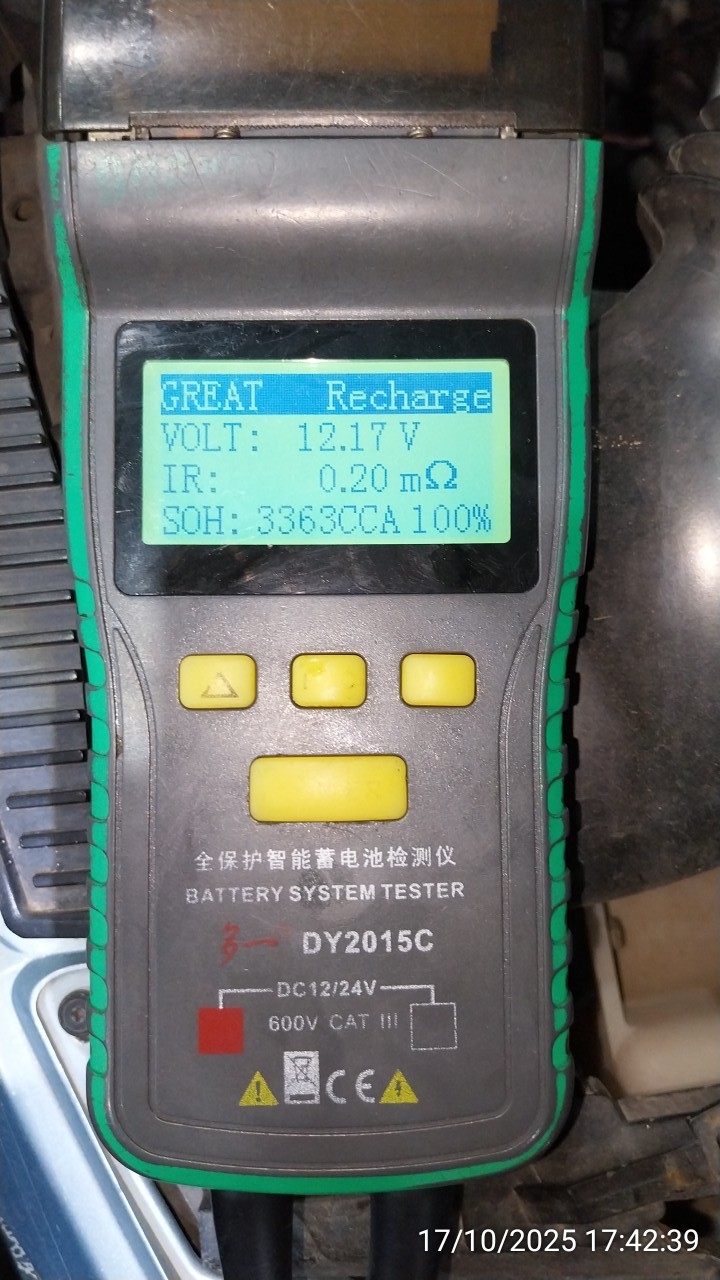 GREAT Recharge
VOLT: 12.17 V
IR: 0.20 mΩ
SOH: 3363CCA 100%
全保护智能蓄电池检测仪
BATTERY SYSTEM TESTER
多一 DY2015C
DC12/24V
600V CAT III
CE
17/10/2025 17:42:39